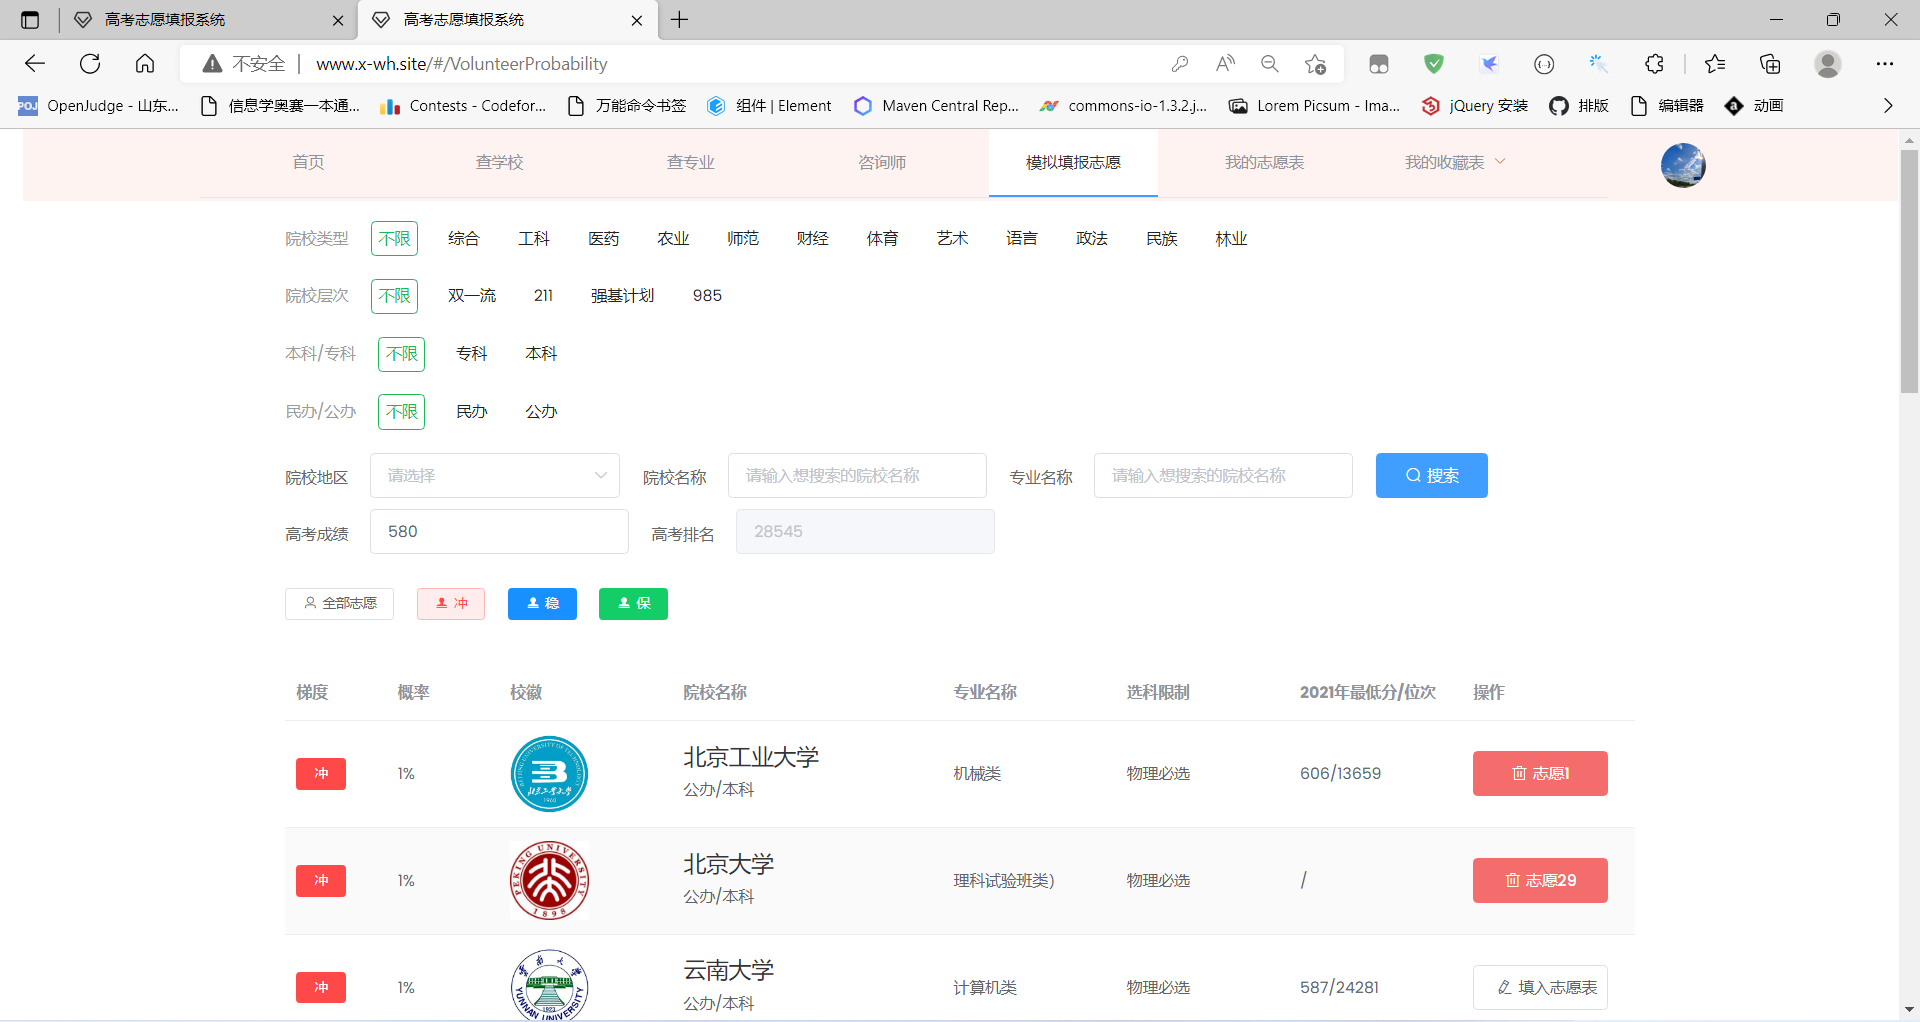 高考志愿填报系统
高考志愿填报系统
不安全 www.x-wh.site/#/VolunteerProbability
OpenJudge - 山东... 信息学奥赛一本通... Contests - Codefor... 万能命令书签 组件 | Element Maven Central Rep... commons-io-1.3.2.j... Lorem Picsum - Ima... jQuery 安装 排版 编辑器 动画
首页 查学校 查专业 咨询师 模拟填报志愿 我的志愿表 我的收藏表
院校类型 不限 综合 工科 医药 农业 师范 财经 体育 艺术 语言 政法 民族 林业
院校层次 不限 双一流 211 强基计划 985
本科/专科 不限 专科 本科
民办/公办 不限 民办 公办
院校地区 请选择 院校名称 请输入想搜索的院校名称 专业名称 请输入想搜索的院校名称 搜索
高考成绩 580 高考排名 28545
全部志愿 冲 稳 保
梯度 概率 校徽 院校名称 专业名称 选科限制 2021年最低分/位次 操作
冲 1% 北京工业大学 机械类 物理必选 606/13659 志愿1
公办/本科
冲 1% PEKING UNIVERSITY 1898 北京大学 理科试验班类) 物理必选 / 志愿29
公办/本科
冲 1% YUNNAN UNIVERSITY 云南大学 计算机类 物理必选 587/24281 填入志愿表
公办/本科